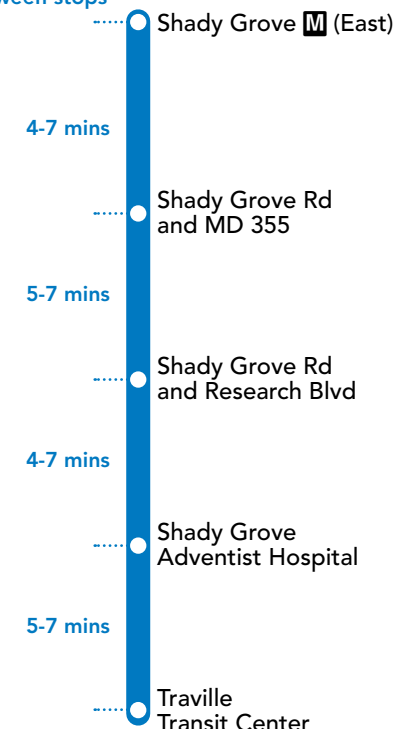 stops
Shady Grove M (East)
4-7 mins
Shady Grove Rd
and MD 355
5-7 mins
Shady Grove Rd
and Research Blvd
4-7 mins
Shady Grove
Adventist Hospital
5-7 mins
Traville
Transit Center